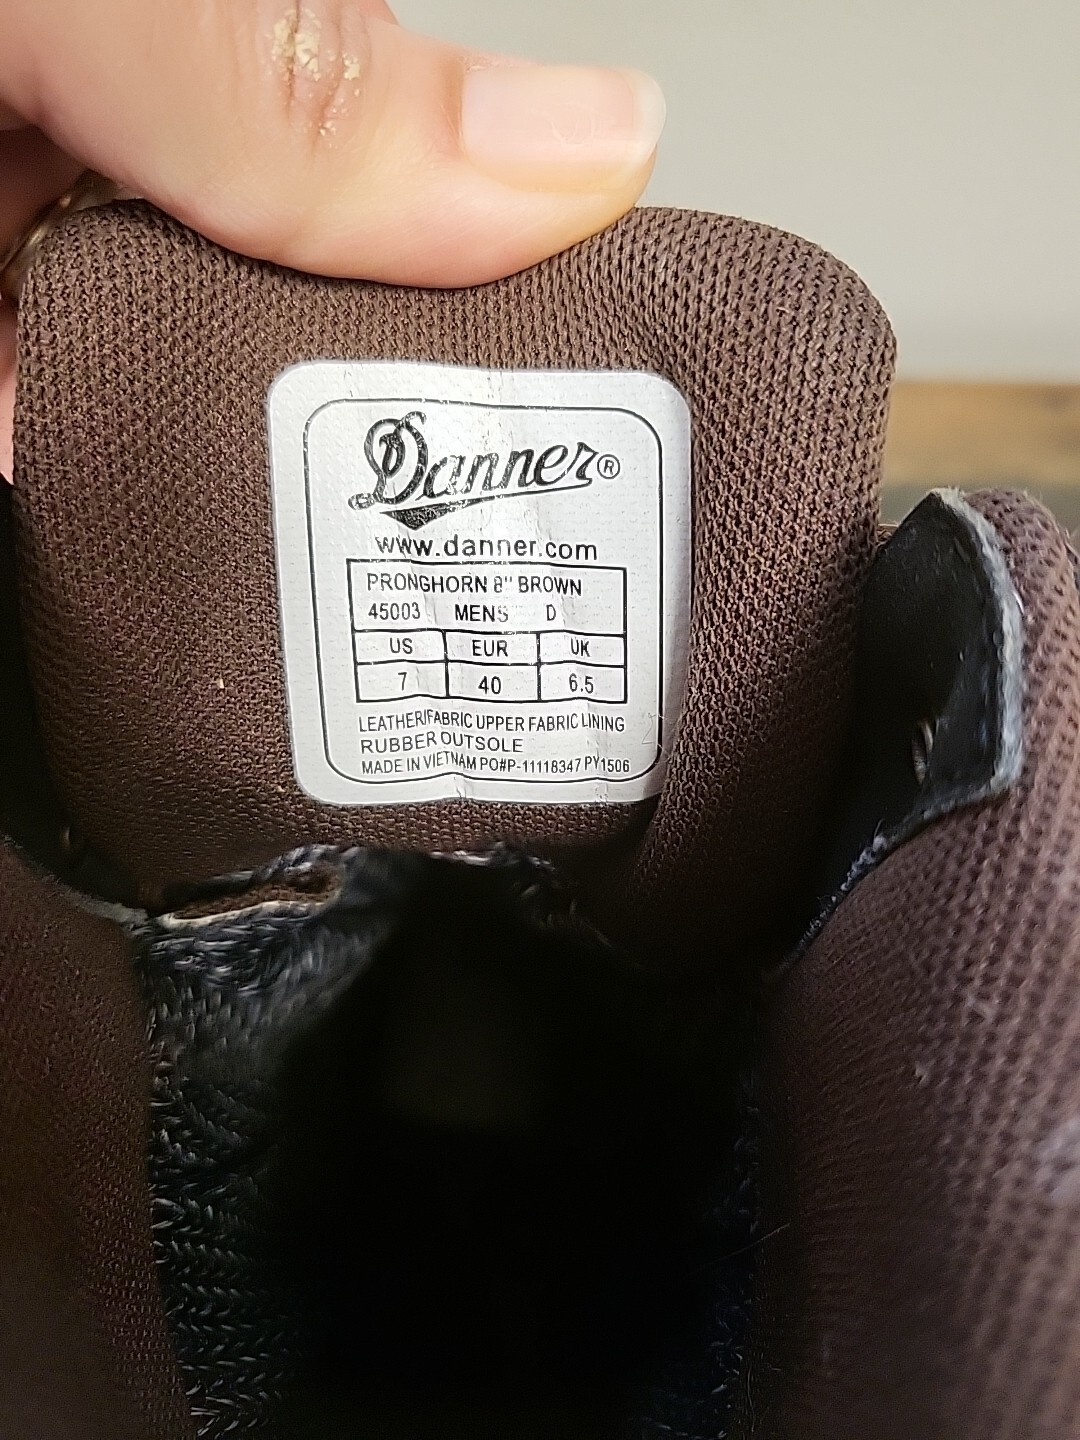 Danner®
www.danner.com
PRONGHORN 8" BROWN
45003 MENS D
US EUR UK
7 40 6.5
LEATHER/FABRIC UPPER FABRIC LINING
RUBBER OUTSOLE
MADE IN VIETNAM PO#P-11118347 PY1506